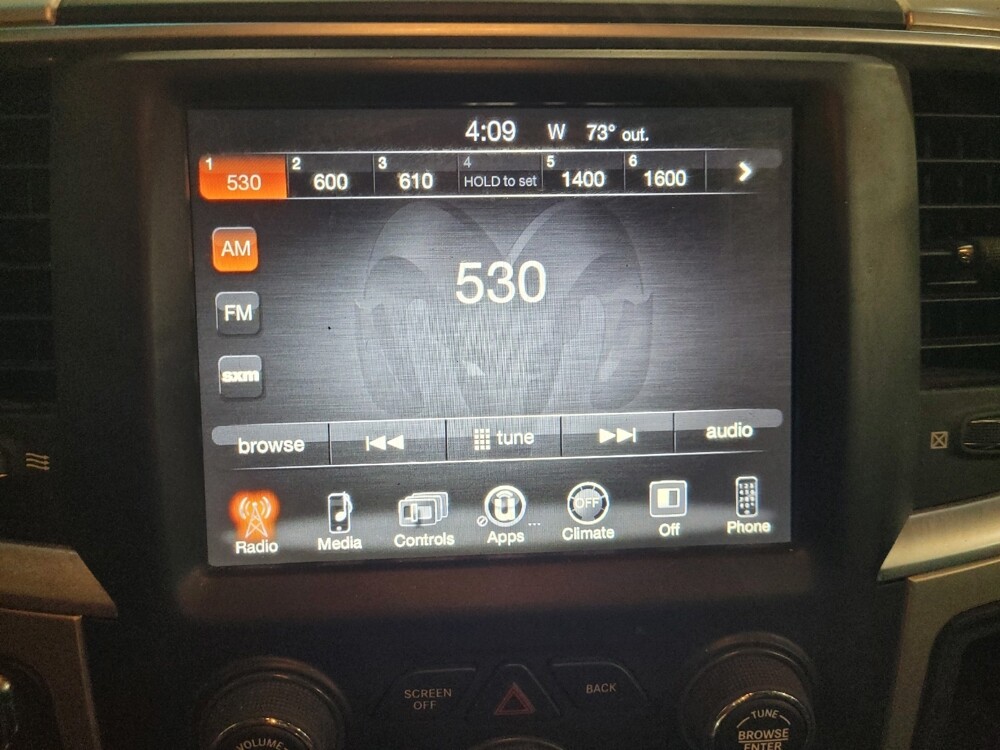 4:09 W 73° out.
1 2 3 4 5 6
530 600 610 HOLD to set 1400 1600
AM
530
FM
sxm
browse tune audio
OFF
Radio Media Controls Apps Climate Off Phone
SCREEN OFF
BACK
VOLUME
TUNE
BROWSE
ENTER